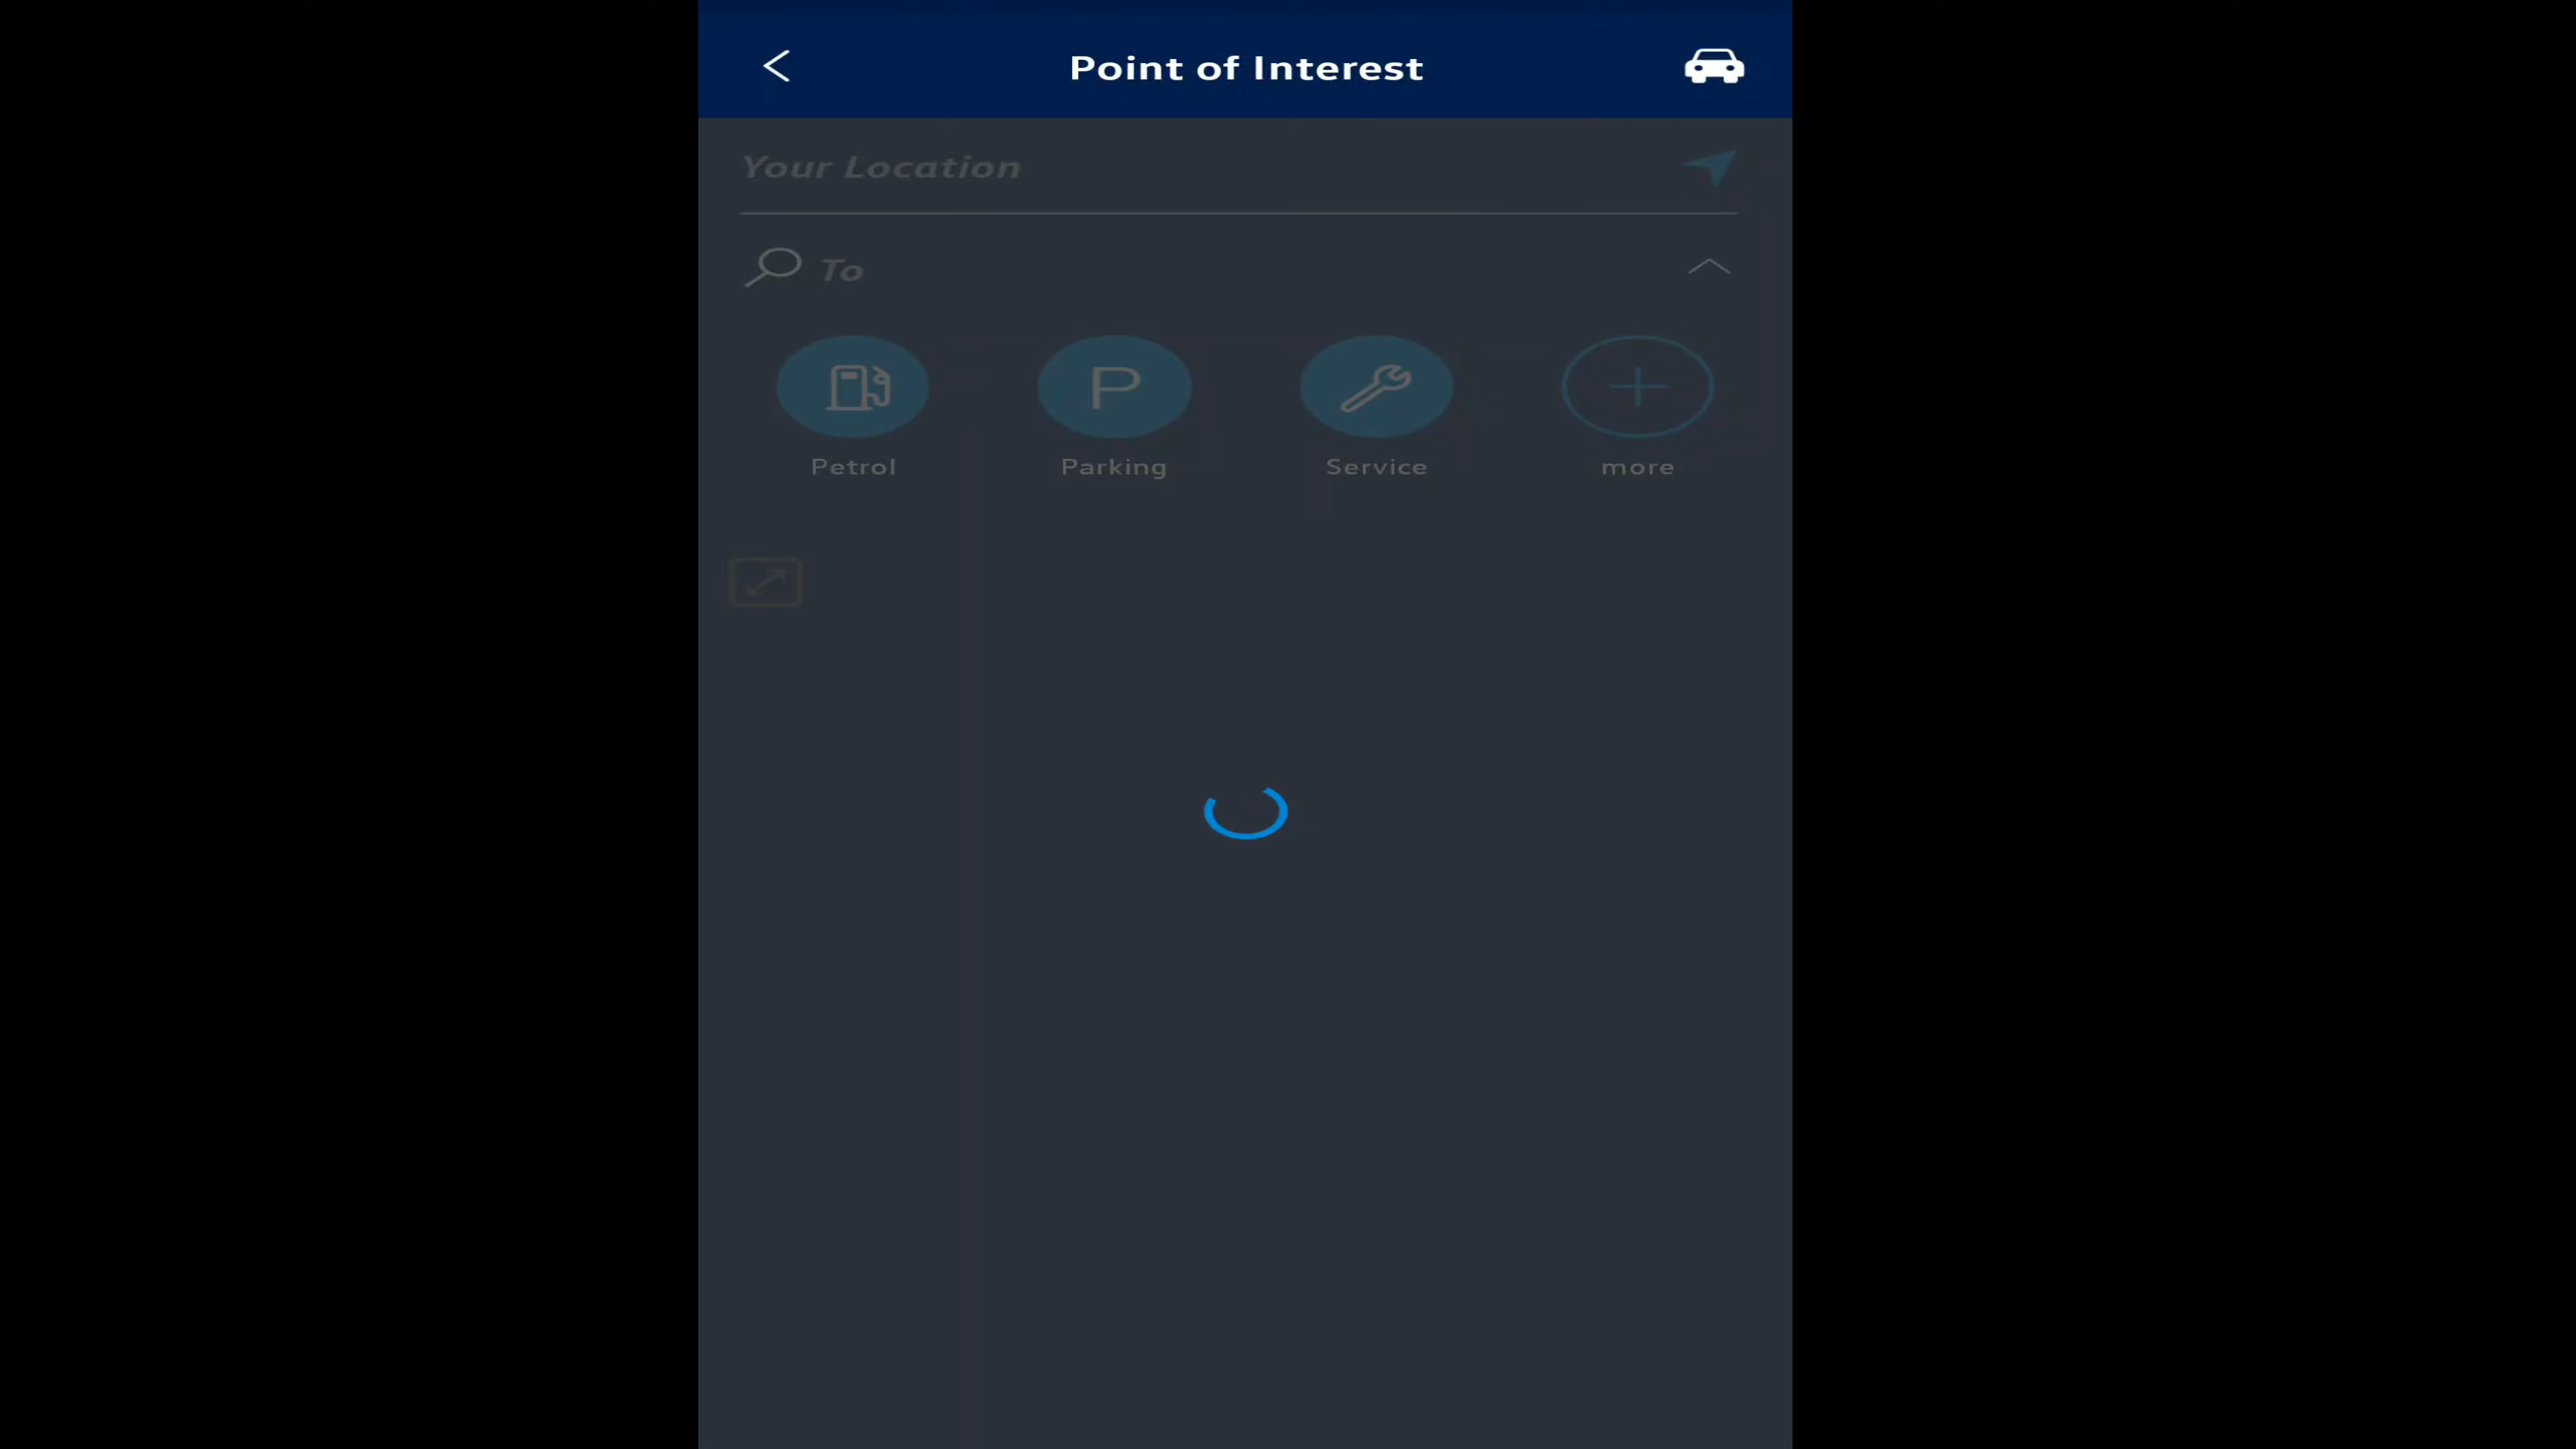 Point of Interest
Your Location
To
P
Petrol
Parking
Service
more